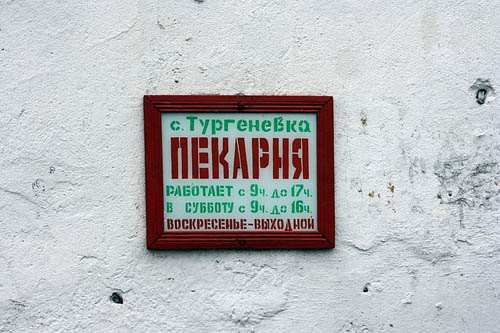 с. Тургеневка
ПЕКАРНЯ
РАБОТАЕТ с 9ч. до 17ч.
В СУББОТУ с 9ч. до 16ч.
ВОСКРЕСЕНЬЕ-ВЫХОДНОЙ